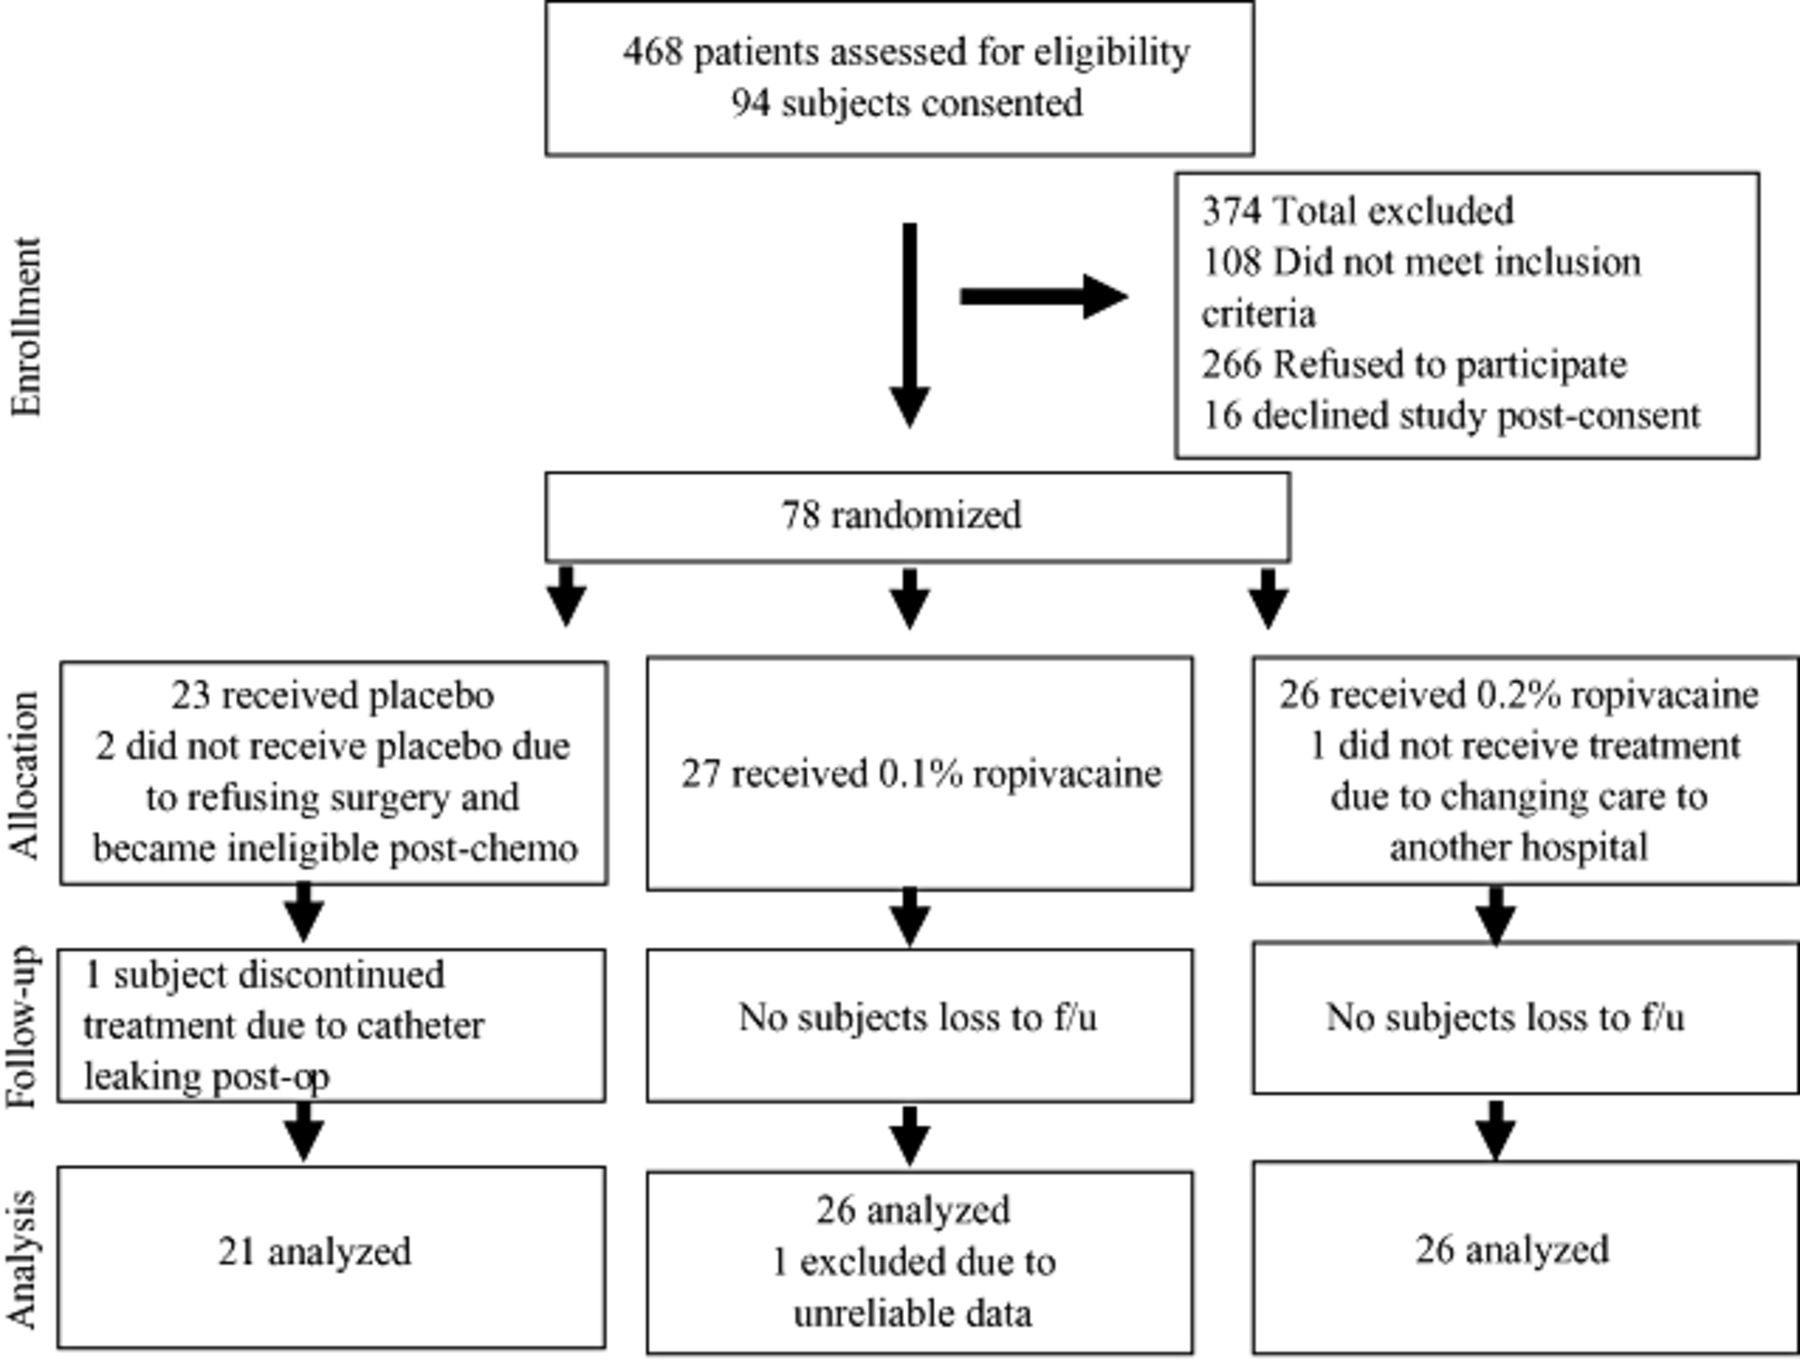 468 patients assessed for eligibility
94 subjects consented
Enrollment
374 Total excluded
108 Did not meet inclusion
criteria
266 Refused to participate
16 declined study post-consent
78 randomized
Allocation
23 received placebo
2 did not receive placebo due
to refusing surgery and
became ineligible post-chemo
27 received 0.1% ropivacaine
26 received 0.2% ropivacaine
1 did not receive treatment
due to changing care to
another hospital
Follow-up
1 subject discontinued
treatment due to catheter
leaking post-op
No subjects loss to f/u
No subjects loss to f/u
Analysis
21 analyzed
26 analyzed
1 excluded due to
unreliable data
26 analyzed